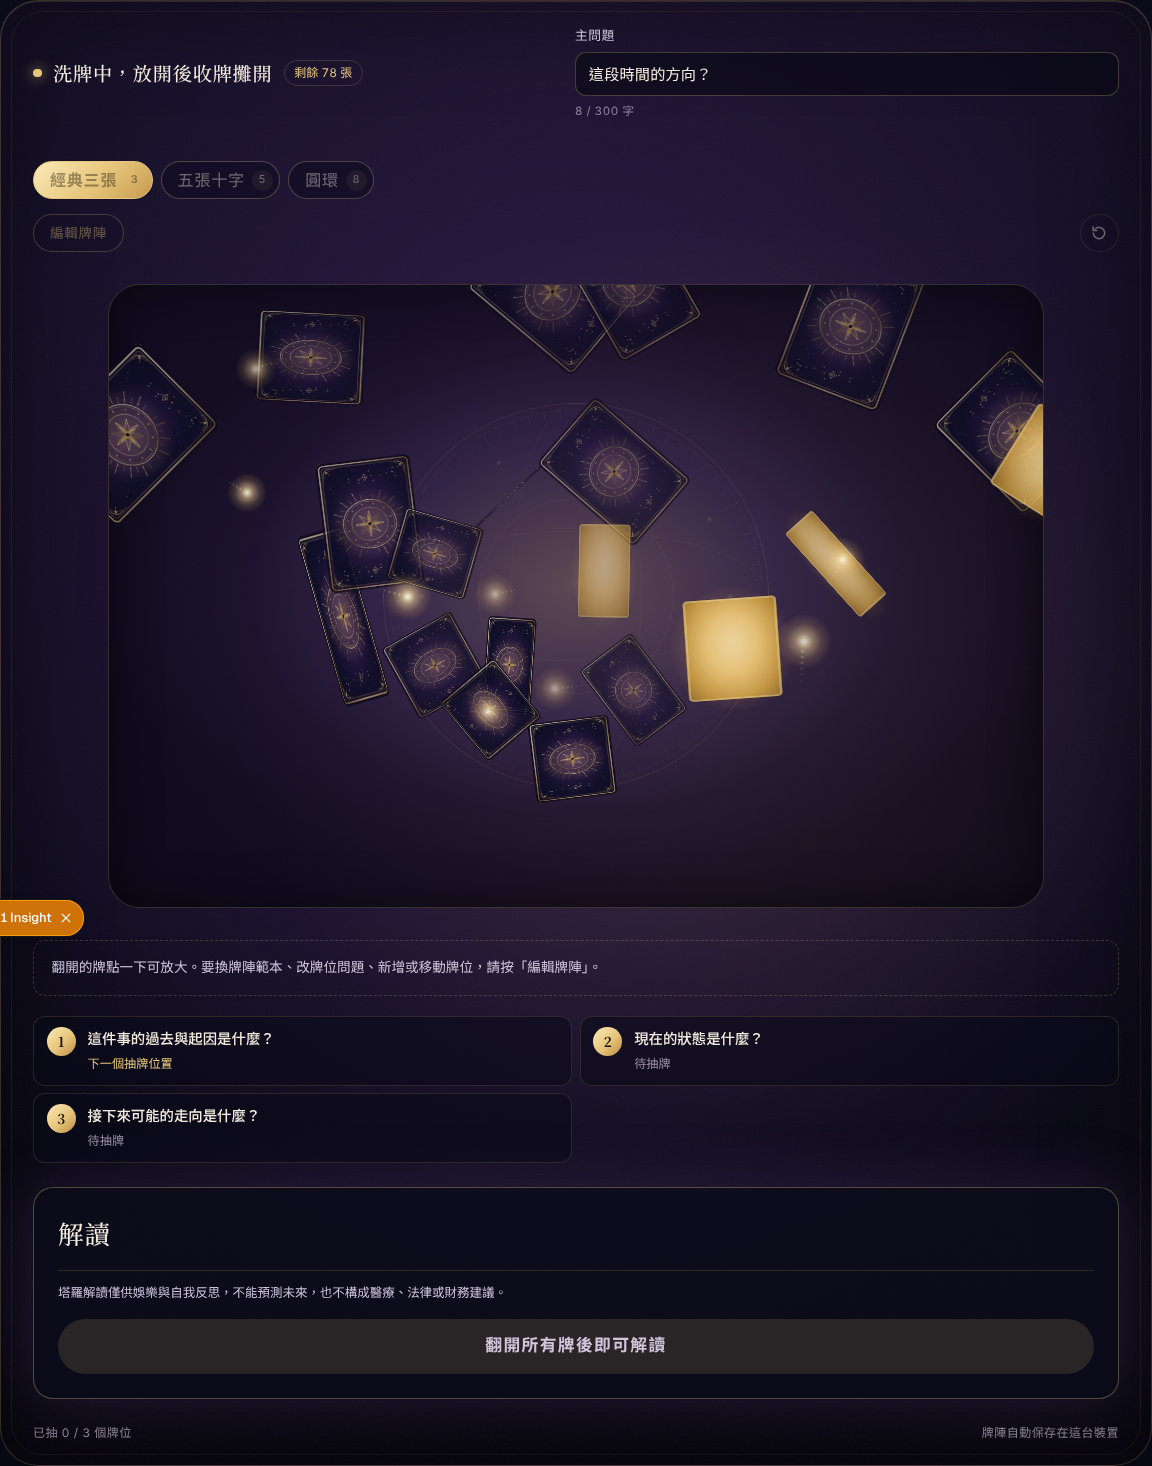 主問題
洗牌中，放開後收牌攤開
剩餘 78 張
這段時間的方向？
8 / 300 字
經典三張 3
五張十字 5
圓環 8
編輯牌陣
1 Insight
翻開的牌點一下可放大。要換牌陣範本、改牌位問題、新增或移動牌位，請按「編輯牌陣」。
1 這件事的過去與起因是什麼？
下一個抽牌位置
2 現在的狀態是什麼？
待抽牌
3 接下來可能的走向是什麼？
待抽牌
解讀
塔羅解讀僅供娛樂與自我反思，不能預測未來，也不構成醫療、法律或財務建議。
翻開所有牌後即可解讀
已抽 0 / 3 個牌位
牌陣自動保存在這台裝置